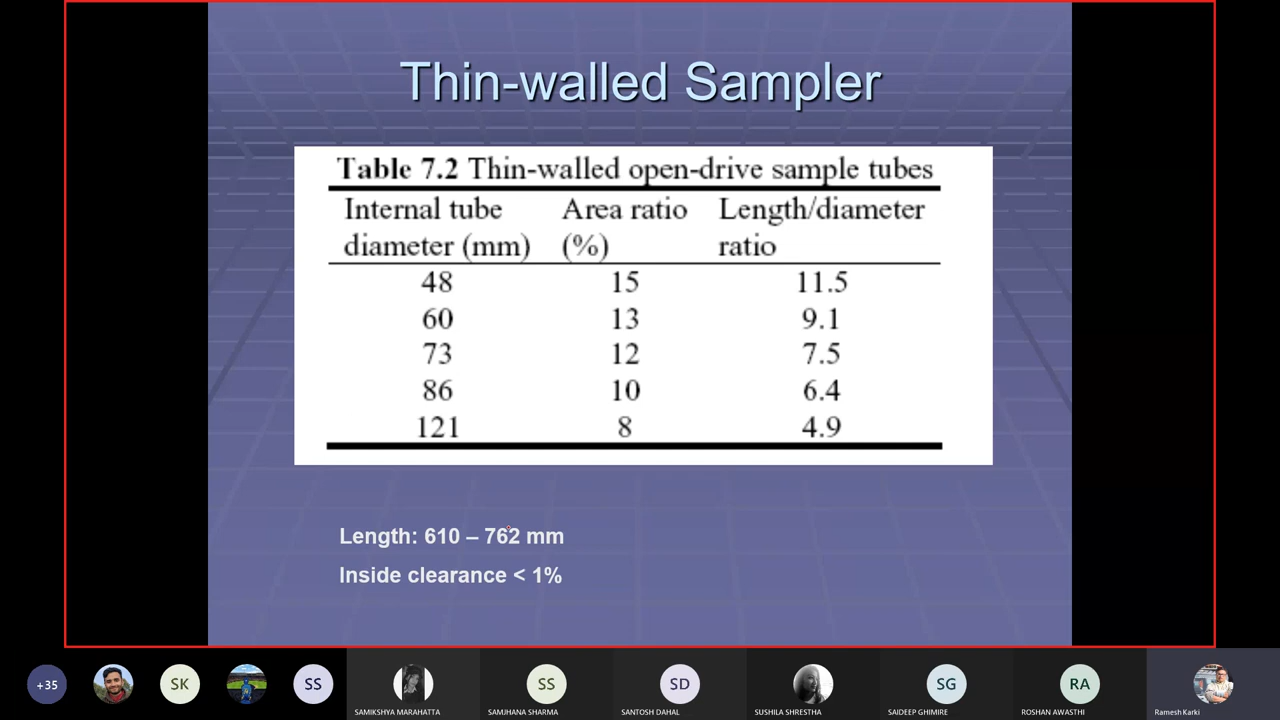 Thin-walled Sampler
Table 7.2 Thin-walled open-drive sample tubes
Internal tube diameter (mm) Area ratio (%) Length/diameter ratio
48 15 11.5
60 13 9.1
73 12 7.5
86 10 6.4
121 8 4.9
Length: 610 – 762 mm
Inside clearance < 1%
+35 SK SS SS SD SG RA
SAMIKSHYA MARAHATTA SAMJHANA SHARMA SANTOSH DAHAL SUSHILA SHRESTHA SAIDEEP GHIMIRE ROSHAN AWASTHI Ramesh Karki